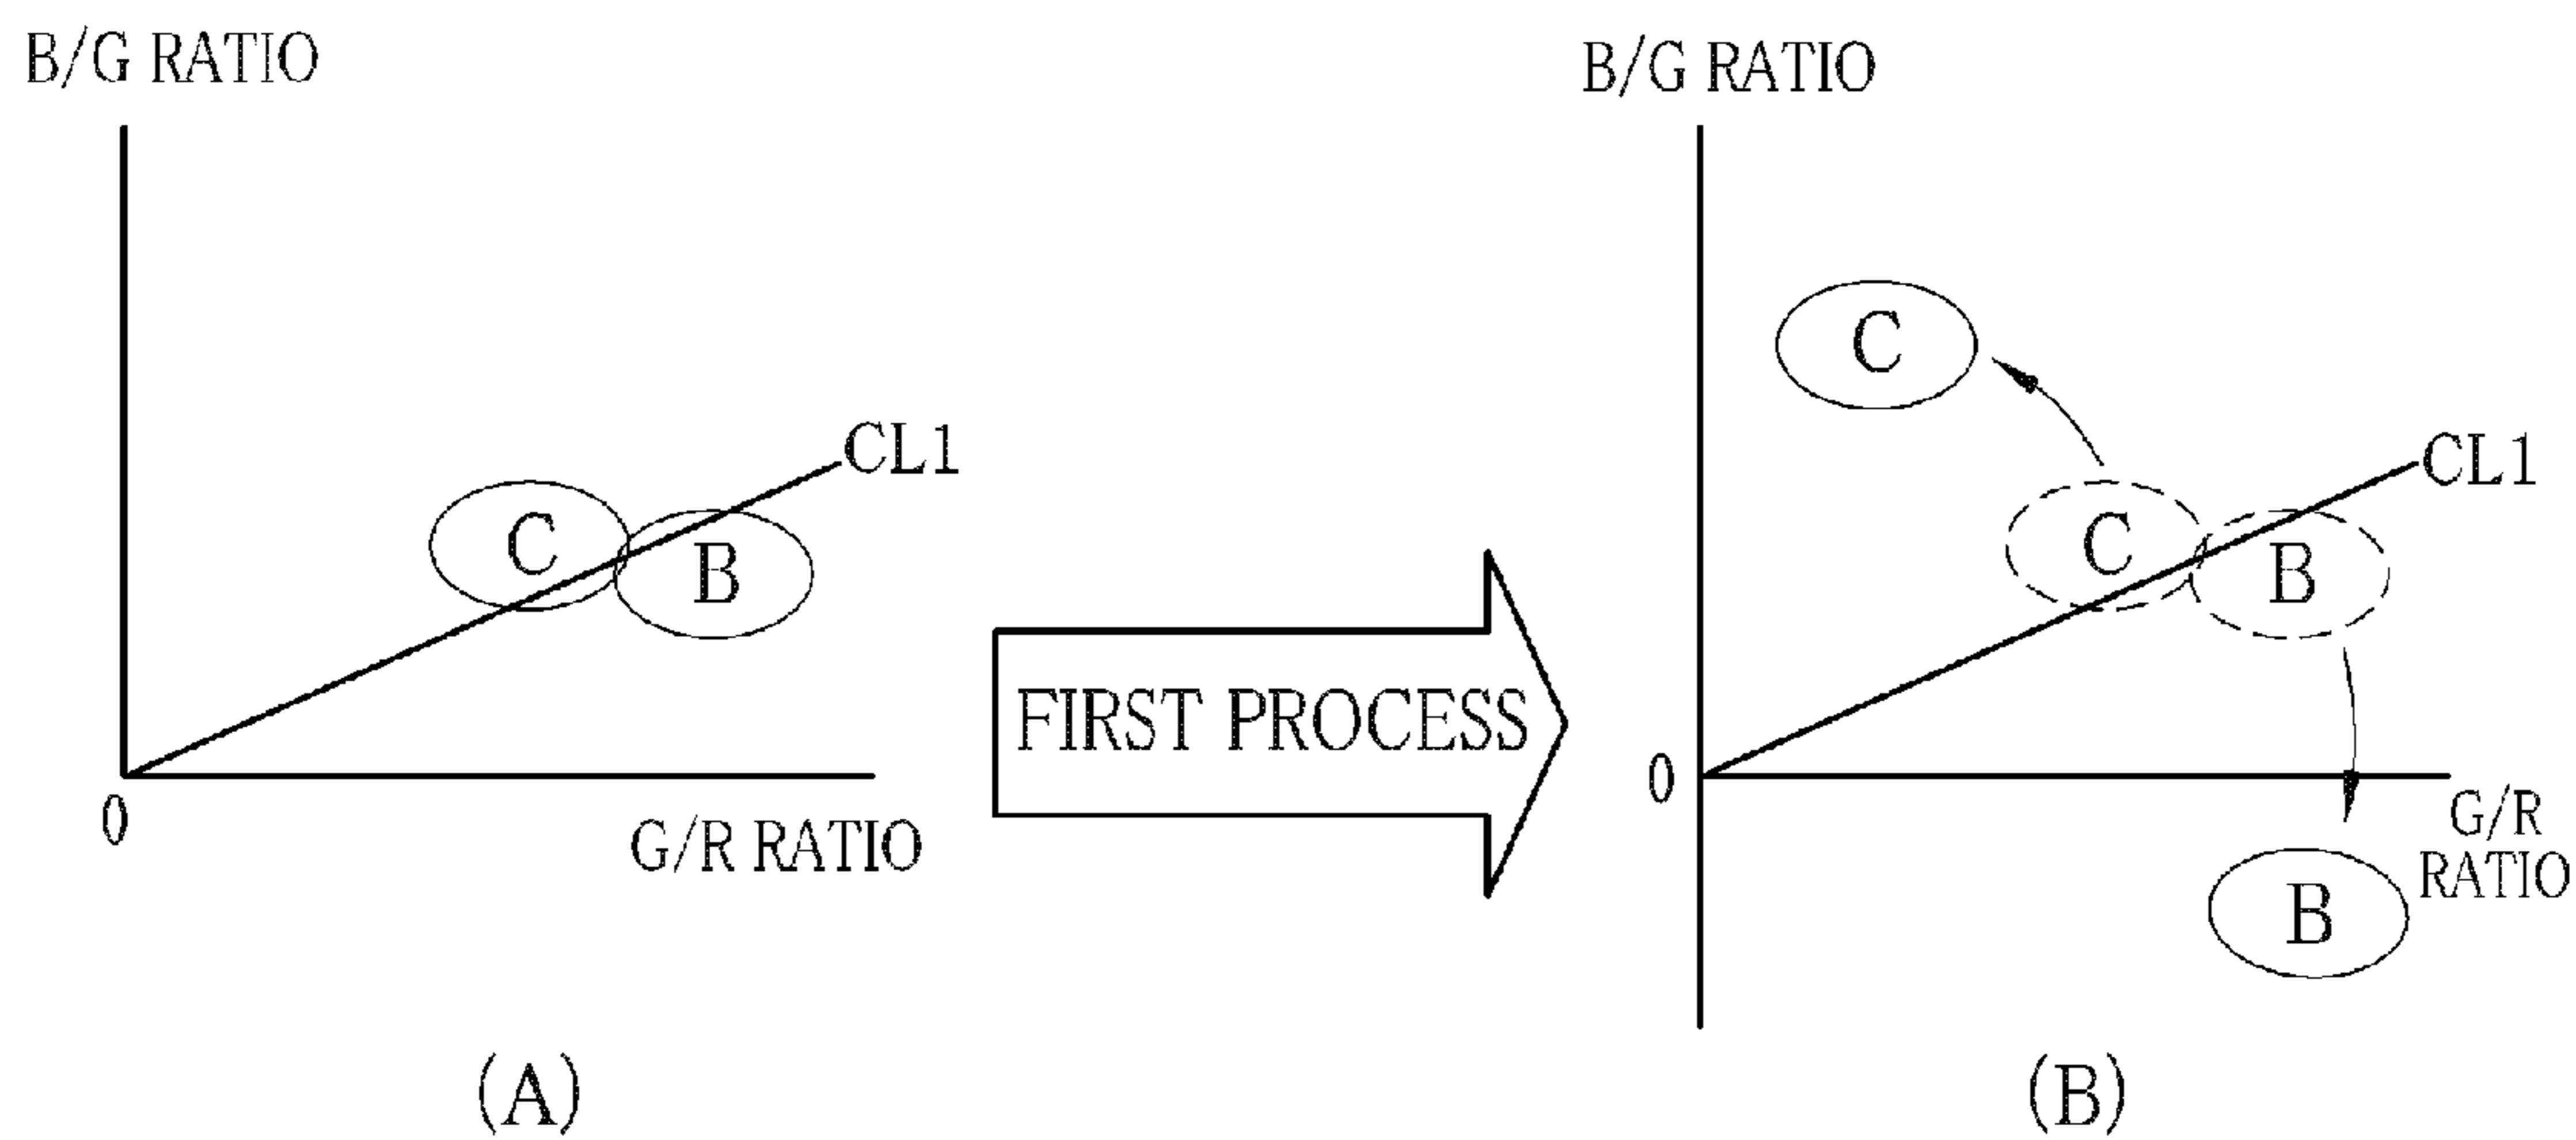 B/G RATIO
CL1
C
B
0
G/R RATIO
(A)
FIRST PROCESS
B/G RATIO
C
CL1
C
B
0
G/R
RATIO
B
(B)